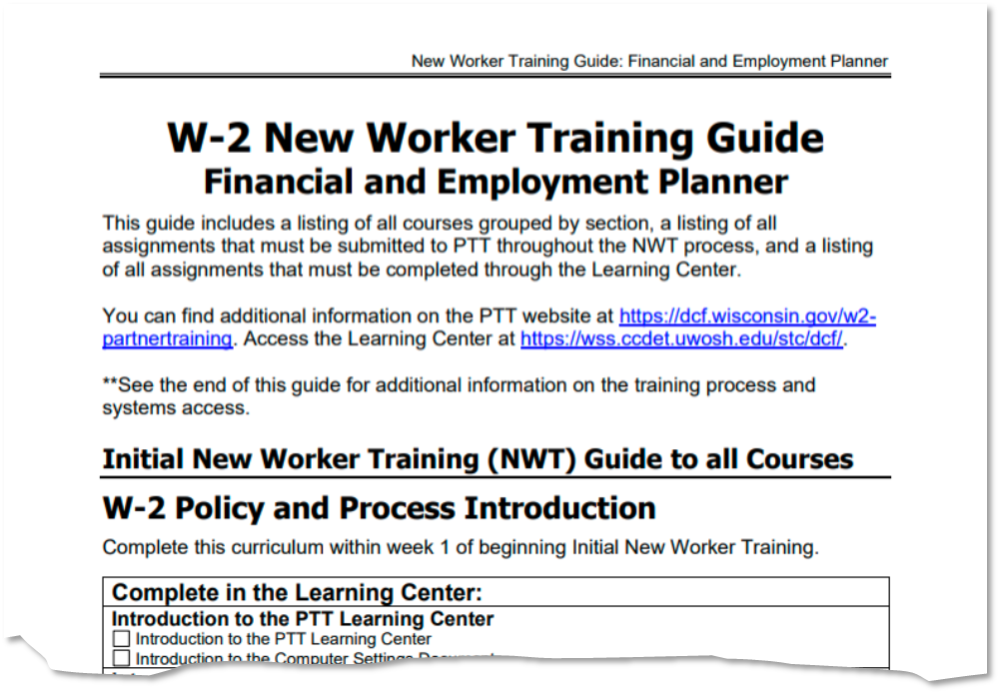 New Worker Training Guide: Financial and Employment Planner
W-2 New Worker Training Guide
Financial and Employment Planner
This guide includes a listing of all courses grouped by section, a listing of all
assignments that must be submitted to PTT throughout the NWT process, and a listing
of all assignments that must be completed through the Learning Center.
You can find additional information on the PTT website at https://dcf.wisconsin.gov/w2-
partnertraining. Access the Learning Center at https://wss.ccdet.uwosh.edu/stc/dcf/.
**See the end of this guide for additional information on the training process and
systems access.
Initial New Worker Training (NWT) Guide to all Courses
W-2 Policy and Process Introduction
Complete this curriculum within week 1 of beginning Initial New Worker Training.
Complete in the Learning Center:
Introduction to the PTT Learning Center
Introduction to the PTT Learning Center
Introduction to the Computer Settings